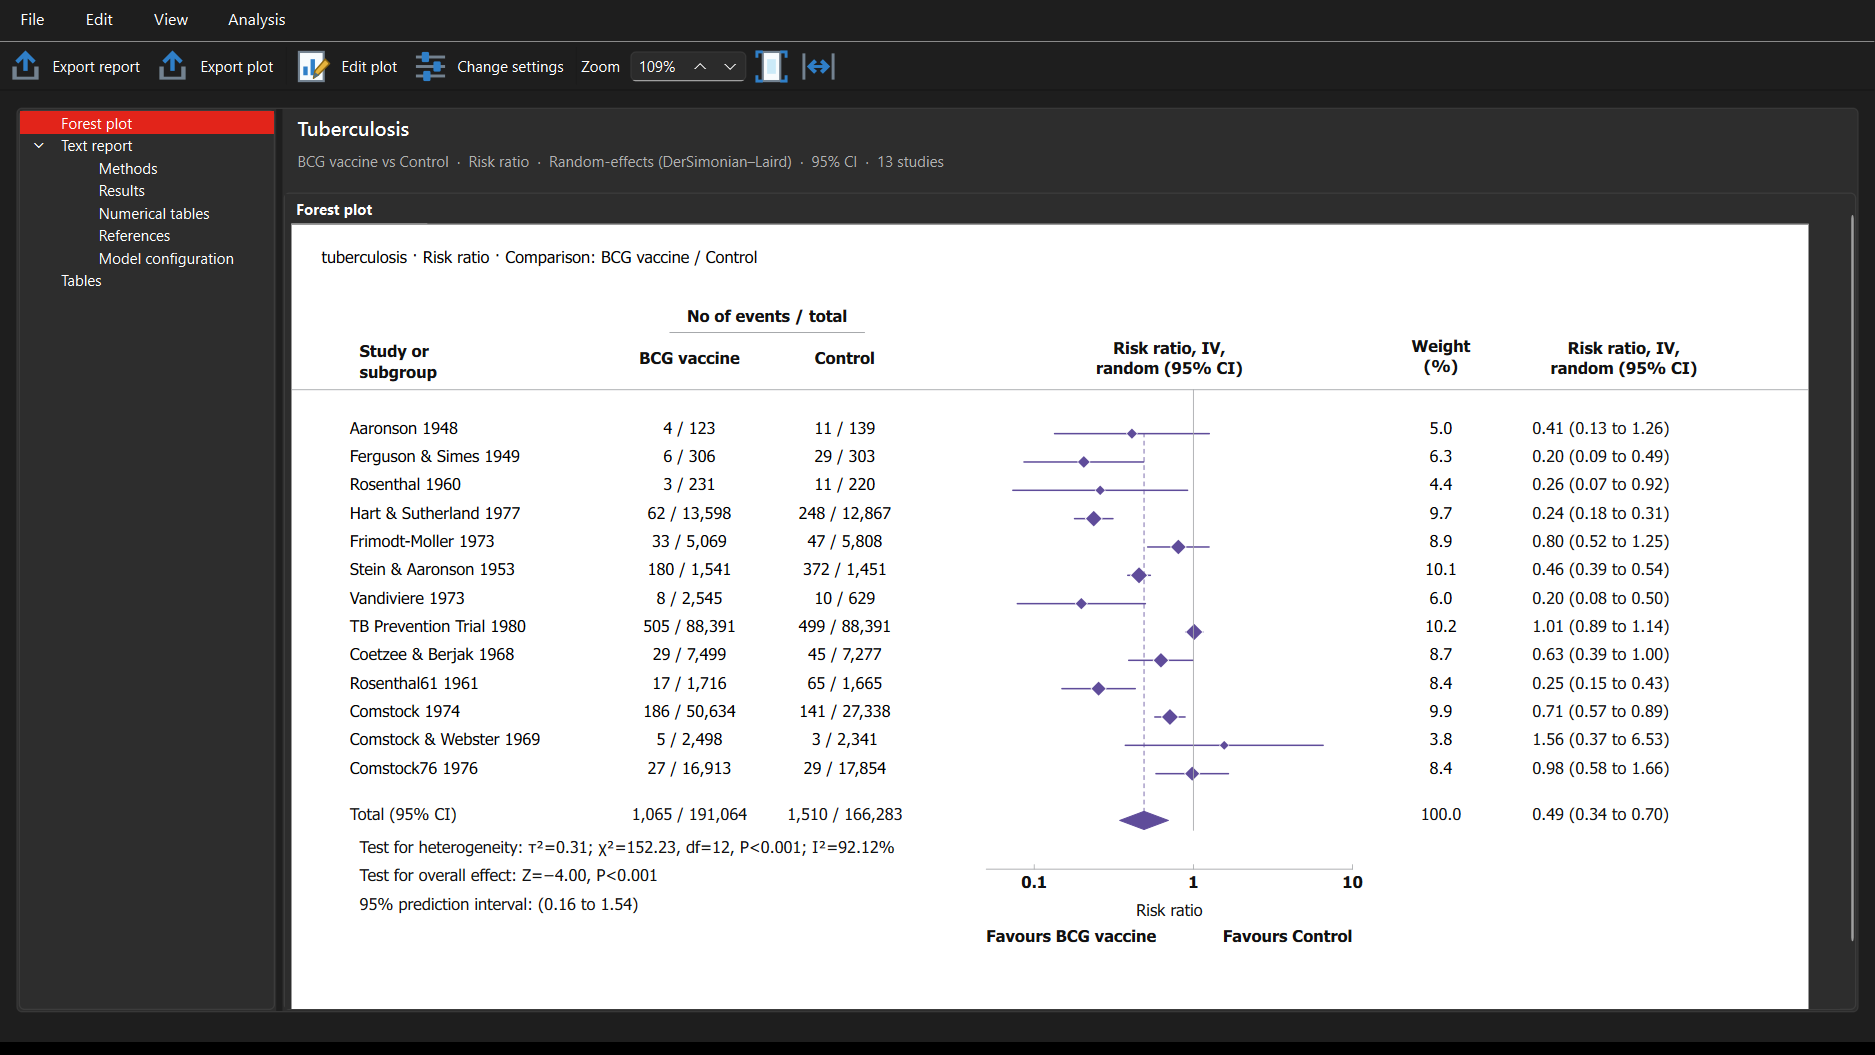 File Edit View Analysis
Export report Export plot Edit plot Change settings Zoom 109%
Forest plot
Text report
Methods
Results
Numerical tables
References
Model configuration
Tables
Tuberculosis
BCG vaccine vs Control · Risk ratio · Random-effects (DerSimonian–Laird) · 95% CI · 13 studies
Forest plot
tuberculosis · Risk ratio · Comparison: BCG vaccine / Control
No of events / total
Study or subgroup BCG vaccine Control Risk ratio, IV, random (95% CI) Weight (%) Risk ratio, IV, random (95% CI)
Aaronson 1948 4 / 123 11 / 139 5.0 0.41 (0.13 to 1.26)
Ferguson & Simes 1949 6 / 306 29 / 303 6.3 0.20 (0.09 to 0.49)
Rosenthal 1960 3 / 231 11 / 220 4.4 0.26 (0.07 to 0.92)
Hart & Sutherland 1977 62 / 13,598 248 / 12,867 9.7 0.24 (0.18 to 0.31)
Frimodt-Moller 1973 33 / 5,069 47 / 5,808 8.9 0.80 (0.52 to 1.25)
Stein & Aaronson 1953 180 / 1,541 372 / 1,451 10.1 0.46 (0.39 to 0.54)
Vandiviere 1973 8 / 2,545 10 / 629 6.0 0.20 (0.08 to 0.50)
TB Prevention Trial 1980 505 / 88,391 499 / 88,391 10.2 1.01 (0.89 to 1.14)
Coetzee & Berjak 1968 29 / 7,499 45 / 7,277 8.7 0.63 (0.39 to 1.00)
Rosenthal61 1961 17 / 1,716 65 / 1,665 8.4 0.25 (0.15 to 0.43)
Comstock 1974 186 / 50,634 141 / 27,338 9.9 0.71 (0.57 to 0.89)
Comstock & Webster 1969 5 / 2,498 3 / 2,341 3.8 1.56 (0.37 to 6.53)
Comstock76 1976 27 / 16,913 29 / 17,854 8.4 0.98 (0.58 to 1.66)
Total (95% CI) 1,065 / 191,064 1,510 / 166,283 100.0 0.49 (0.34 to 0.70)
Test for heterogeneity: τ²=0.31; χ²=152.23, df=12, P<0.001; I²=92.12%
Test for overall effect: Z=−4.00, P<0.001
95% prediction interval: (0.16 to 1.54)
0.1 1 10
Risk ratio
Favours BCG vaccine Favours Control